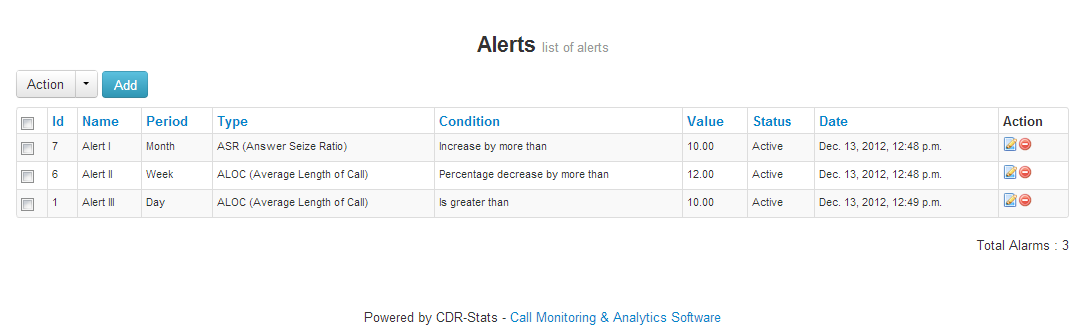 Alerts list of alerts
Action Add
Id Name Period Type Condition Value Status Date Action
7 Alert I Month ASR (Answer Seize Ratio) Increase by more than 10.00 Active Dec. 13, 2012, 12:48 p.m.
6 Alert II Week ALOC (Average Length of Call) Percentage decrease by more than 12.00 Active Dec. 13, 2012, 12:48 p.m.
1 Alert III Day ALOC (Average Length of Call) Is greater than 10.00 Active Dec. 13, 2012, 12:49 p.m.
Total Alarms : 3
Powered by CDR-Stats - Call Monitoring & Analytics Software